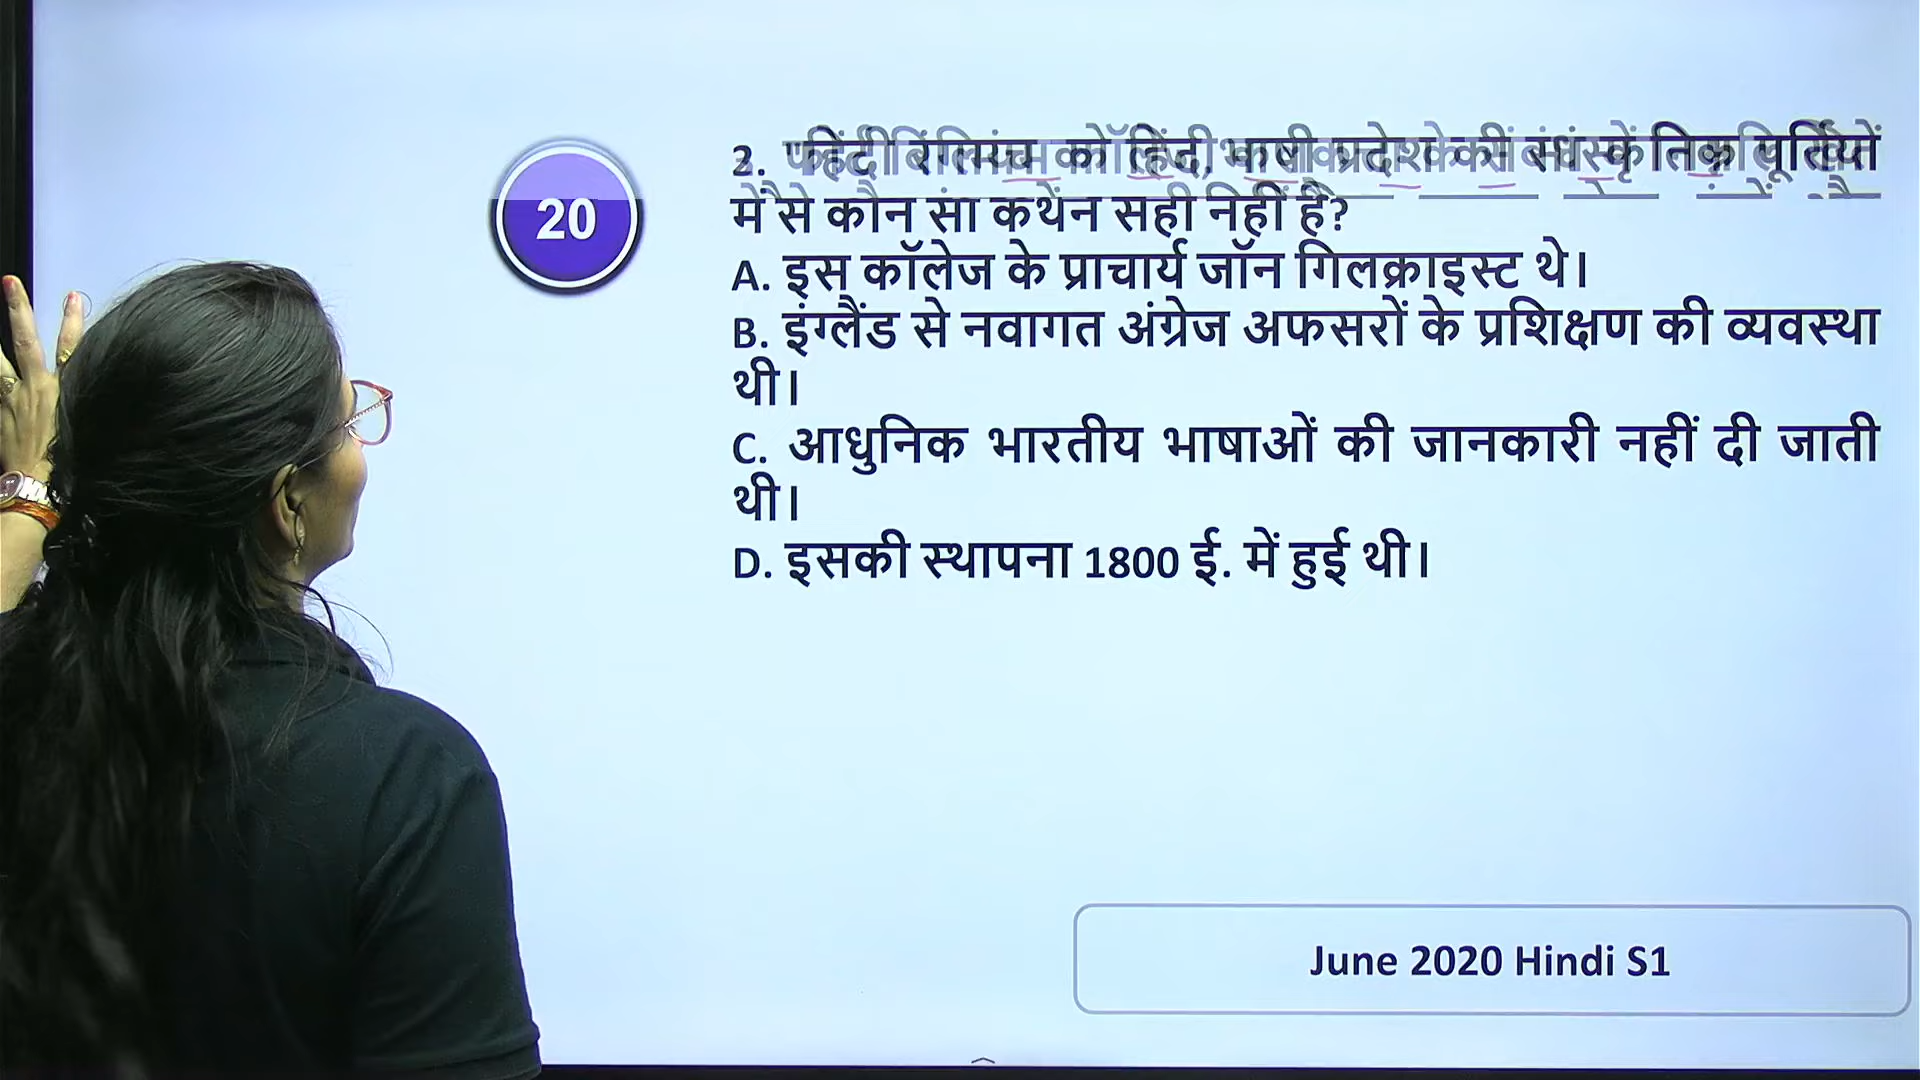 20
2.
में से कौन सा कथन सही नहीं है?
A. इस कॉलेज के प्राचार्य जॉन गिलक्राइस्ट थे।
B. इंग्लैंड से नवागत अंग्रेज अफसरों के प्रशिक्षण की व्यवस्था
थी।
C. आधुनिक भारतीय भाषाओं की जानकारी नहीं दी जाती
थी।
D. इसकी स्थापना 1800 ई. में हुई थी।
June 2020 Hindi S1